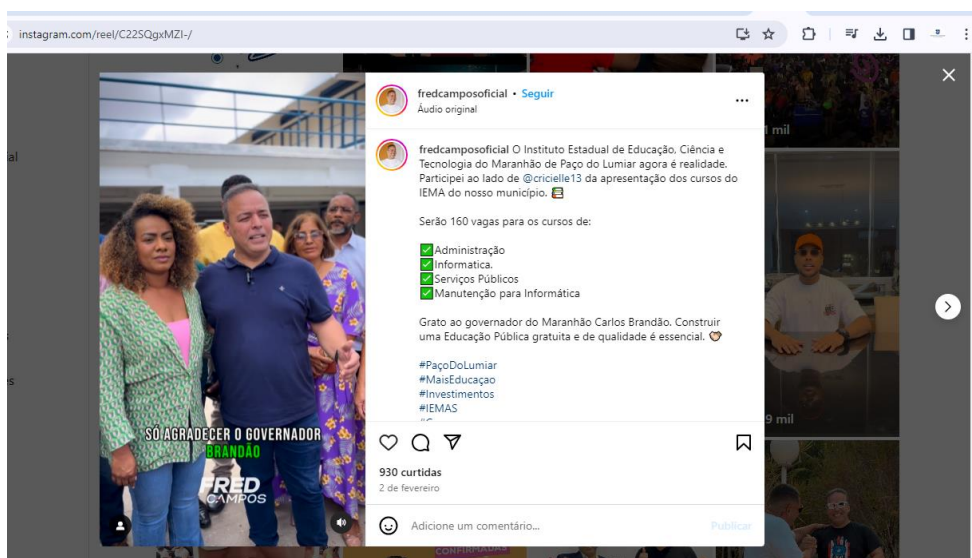 instagram.com/reel/C22SQgxMZI-/
fredcamposoficial • Seguir
Áudio original
fredcamposoficial O Instituto Estadual de Educação, Ciência e
Tecnologia do Maranhão de Paço do Lumiar agora é realidade.
Participei ao lado de @cricielle13 da apresentação dos cursos do
IEMA do nosso município.
Serão 160 vagas para os cursos de:
Administração
Informatica.
Serviços Públicos
Manutenção para Informática
Grato ao governador do Maranhão Carlos Brandão. Construir
uma Educação Pública gratuita e de qualidade é essencial.
#PaçoDoLumiar
#MaisEducaçao
#Investimentos
#IEMAS
930 curtidas
2 de fevereiro
Adicione um comentário...
Publicar
SÓ AGRADECER O GOVERNADOR
BRANDÃO
FRED
CAMPOS
mil
9 mil
CONFIRMADAS